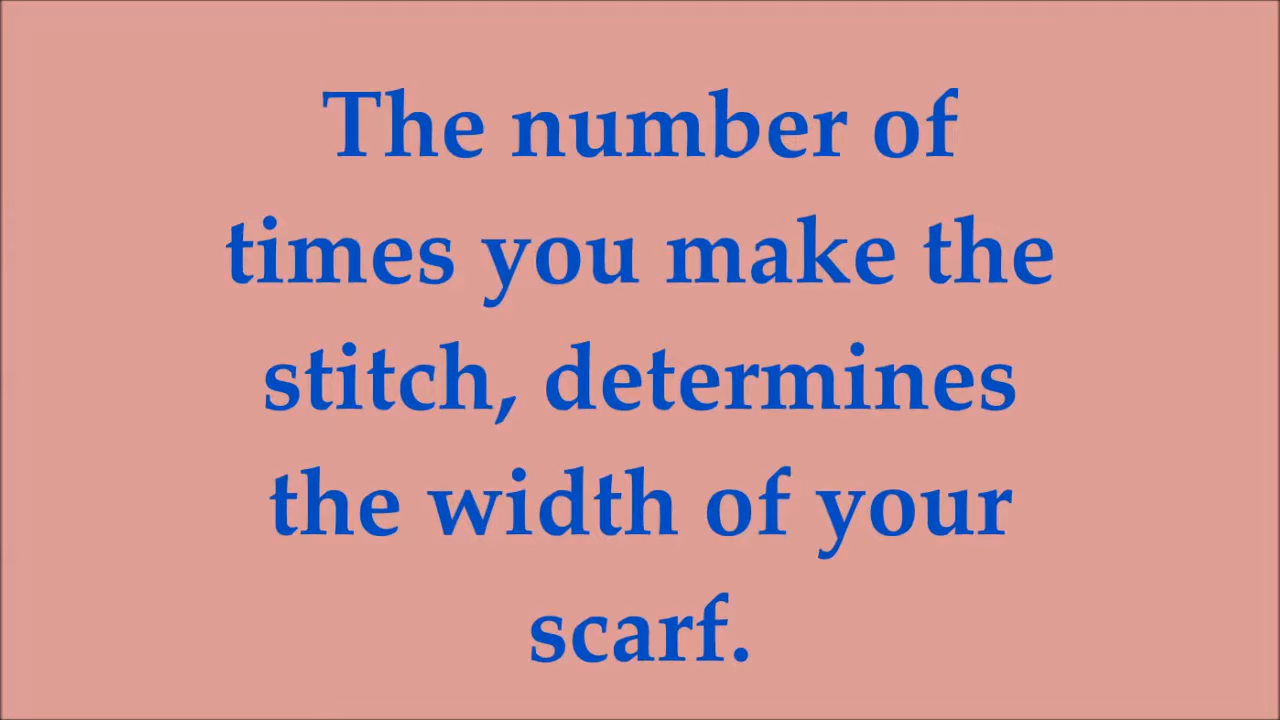 The number of
times you make the
stitch, determines
the width of your
scarf.